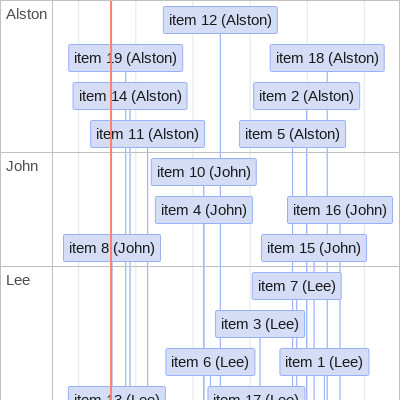 Alston
item 12 (Alston)
item 19 (Alston)
item 18 (Alston)
item 14 (Alston)
item 2 (Alston)
item 11 (Alston)
item 5 (Alston)
John
item 10 (John)
item 4 (John)
item 16 (John)
item 8 (John)
item 15 (John)
Lee
item 7 (Lee)
item 3 (Lee)
item 6 (Lee)
item 1 (Lee)
item 13 (Lee)
item 17 (Lee)